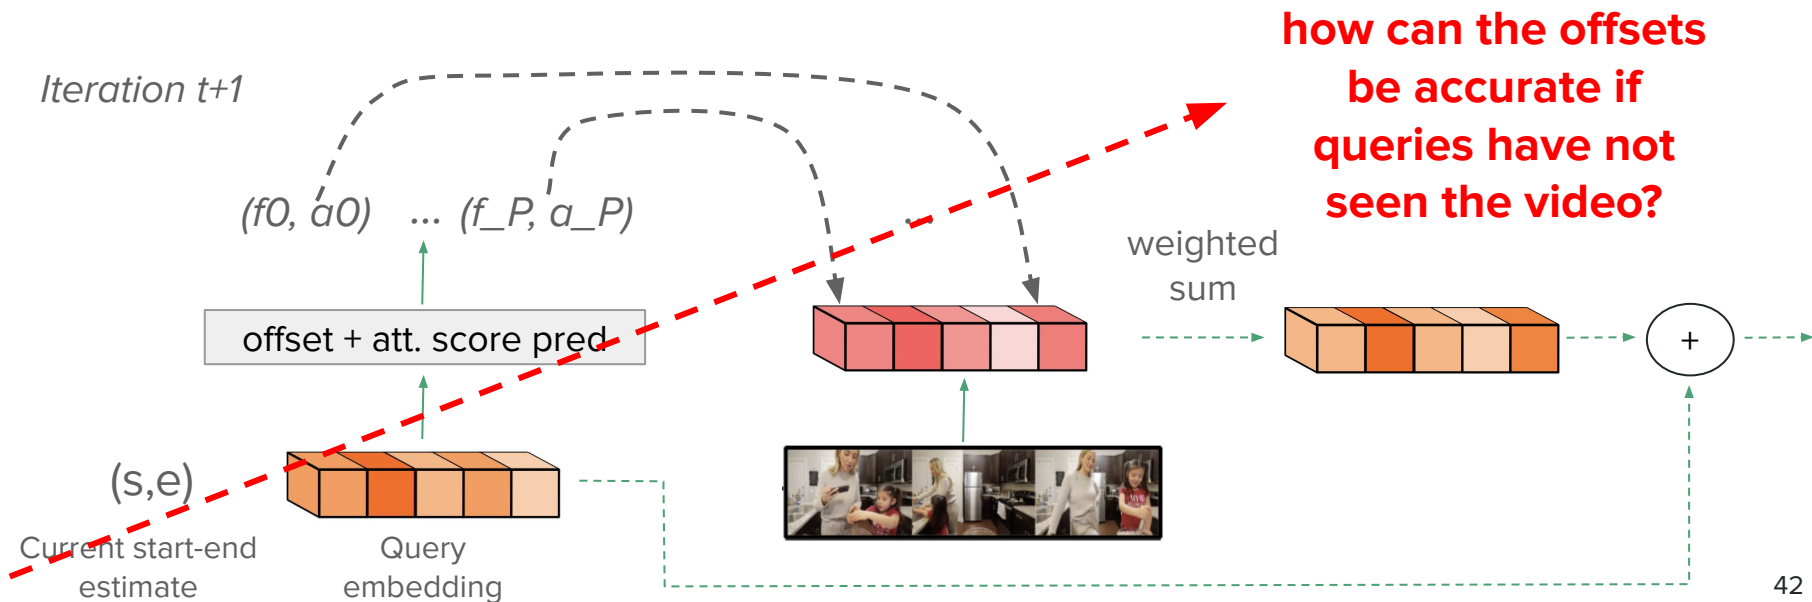 how can the offsets
be accurate if
queries have not
seen the video?
Iteration t+1
(f0, a0) ... (f_P, a_P)
...
weighted
sum
offset + att. score pred
+
(s,e)
Current start-end
estimate
Query
embedding
42